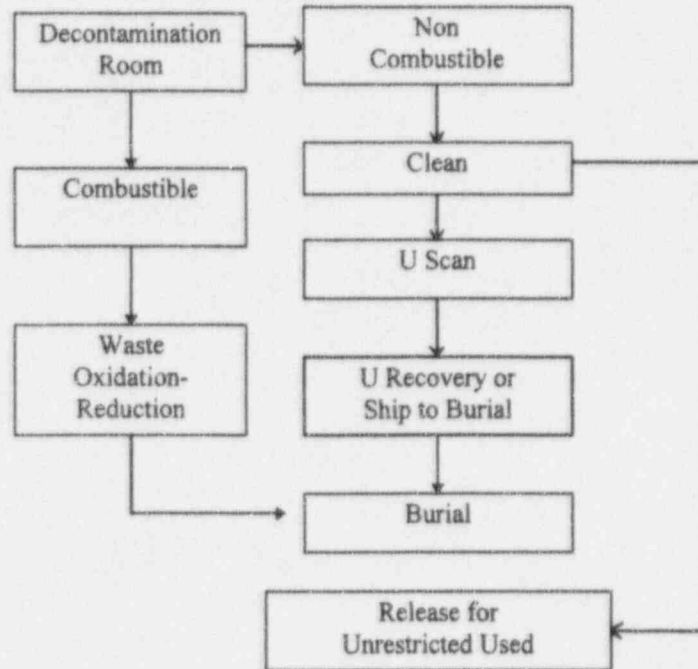 Decontamination
Room
Non
Combustible
Combustible
Clean
U Scan
Waste
Oxidation-
Reduction
U Recovery or
Ship to Burial
Burial
Release for
Unrestricted Used